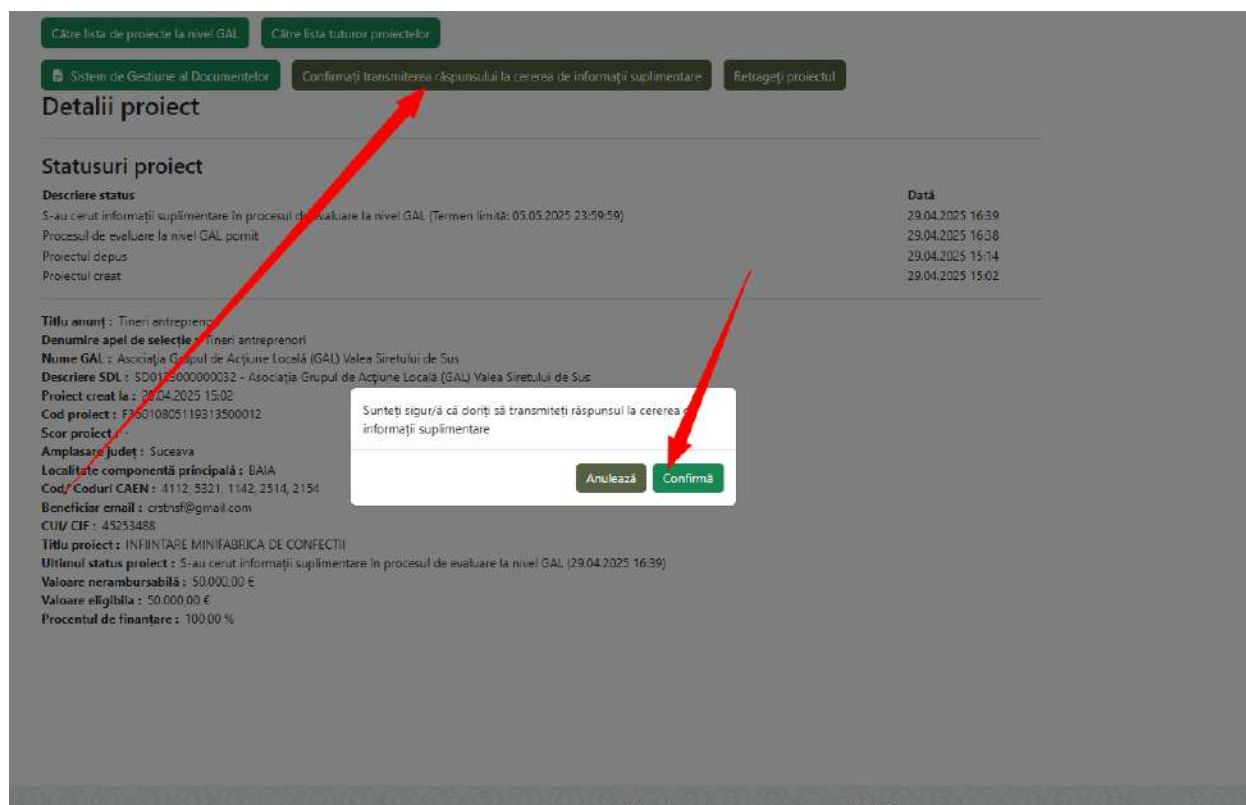 Către lista de proiecte la nivel GAL Către lista tuturor proiectelor
Sistem de Gestiune al Documentelor Confirmați transmiterea răspunsului la cererea de informații suplimentare Retrageți proiectul
Detalii proiect
Statusuri proiect
Descriere status Dată
S-au cerut informații suplimentare în procesul de evaluare la nivel GAL (Termen limită: 05.05.2025 23:59:59) 29.04.2025 16:39
Procesul de evaluare la nivel GAL pornit 29.04.2025 16:38
Proiectul depus 29.04.2025 15:14
Proiectul creat 29.04.2025 15:02
Titlu anunț : Tineri antreprenori
Denumire apel de selecție : Tineri antreprenori
Nume GAL : Asociația Grupul de Acțiune Locală (GAL) Valea Siretului de Sus
Descriere SDL : - Asociația Grupul de Acțiune Locală (GAL) Valea Siretului de Sus
Proiect creat la : 29.04.2025 15:02
Cod proiect :
Scor proiect : -
Amplasare județ : Suceava
Localitate componentă principală : BAIA
Cod/ Coduri CAEN : 4112, 5321, 1142, 2514, 2154
Beneficiar email : crstnsf@gmail.com
CUI/ CIF : 45253488
Titlu proiect : INFIINTARE MINIFABRICA DE CONFECTII
Ultimul status proiect : S-au cerut informații suplimentare în procesul de evaluare la nivel GAL (29.04.2025 16:39)
Valoare nerambursabilă : 50.000,00 €
Valoare eligibila : 50.000,00 €
Procentul de finanțare : 100,00 %
Sunteți sigur/ă că doriți să transmiteți răspunsul la cererea de
informații suplimentare
Anulează Confirmă